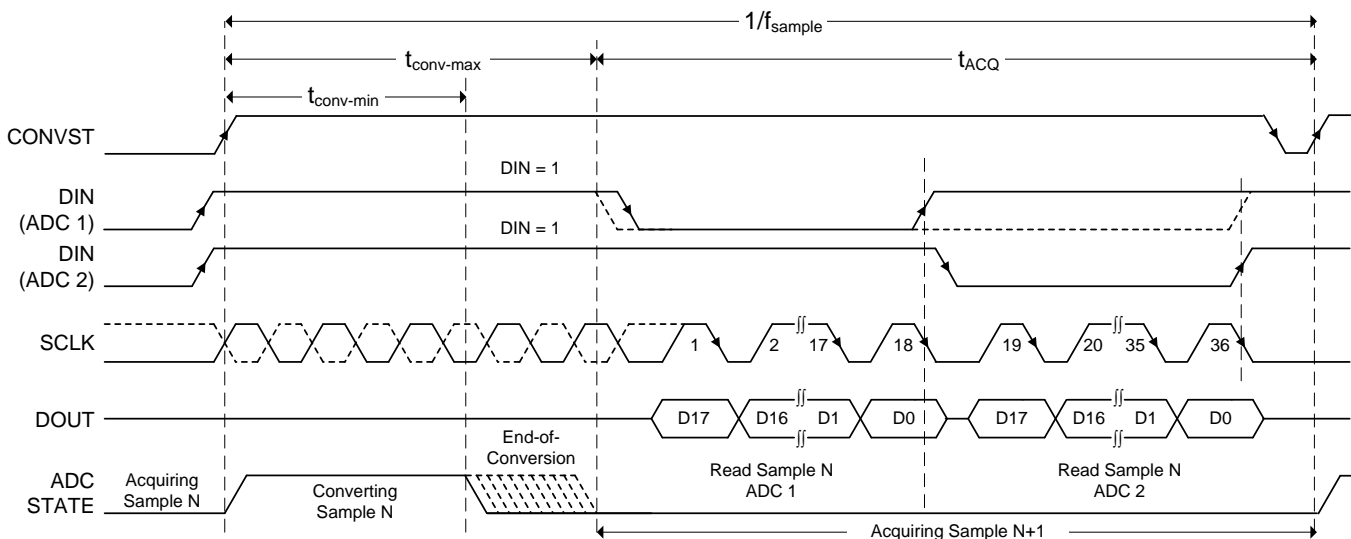 1/fsample
tconv-max
tACQ
tconv-min
CONVST
DIN = 1
DIN
(ADC 1)
DIN = 1
DIN
(ADC 2)
SCLK
1 2 ∫∫ 17 18 19 20 ∫∫ 35 36
DOUT
D17 D16 ∫∫ D1 D0 D17 D16 ∫∫ D1 D0
∫∫ ∫∫
End-of-
Conversion
ADC
STATE
Acquiring
Sample N
Converting
Sample N
Read Sample N
ADC 1
Read Sample N
ADC 2
Acquiring Sample N+1